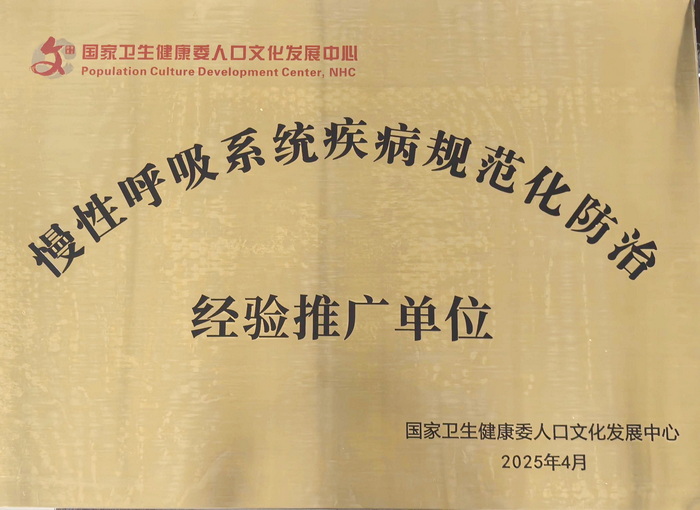 国家卫生健康委人口文化发展中心
Population Culture Development Center, NHC
慢性呼吸系统疾病规范化防治
经验推广单位
国家卫生健康委人口文化发展中心
2025年4月